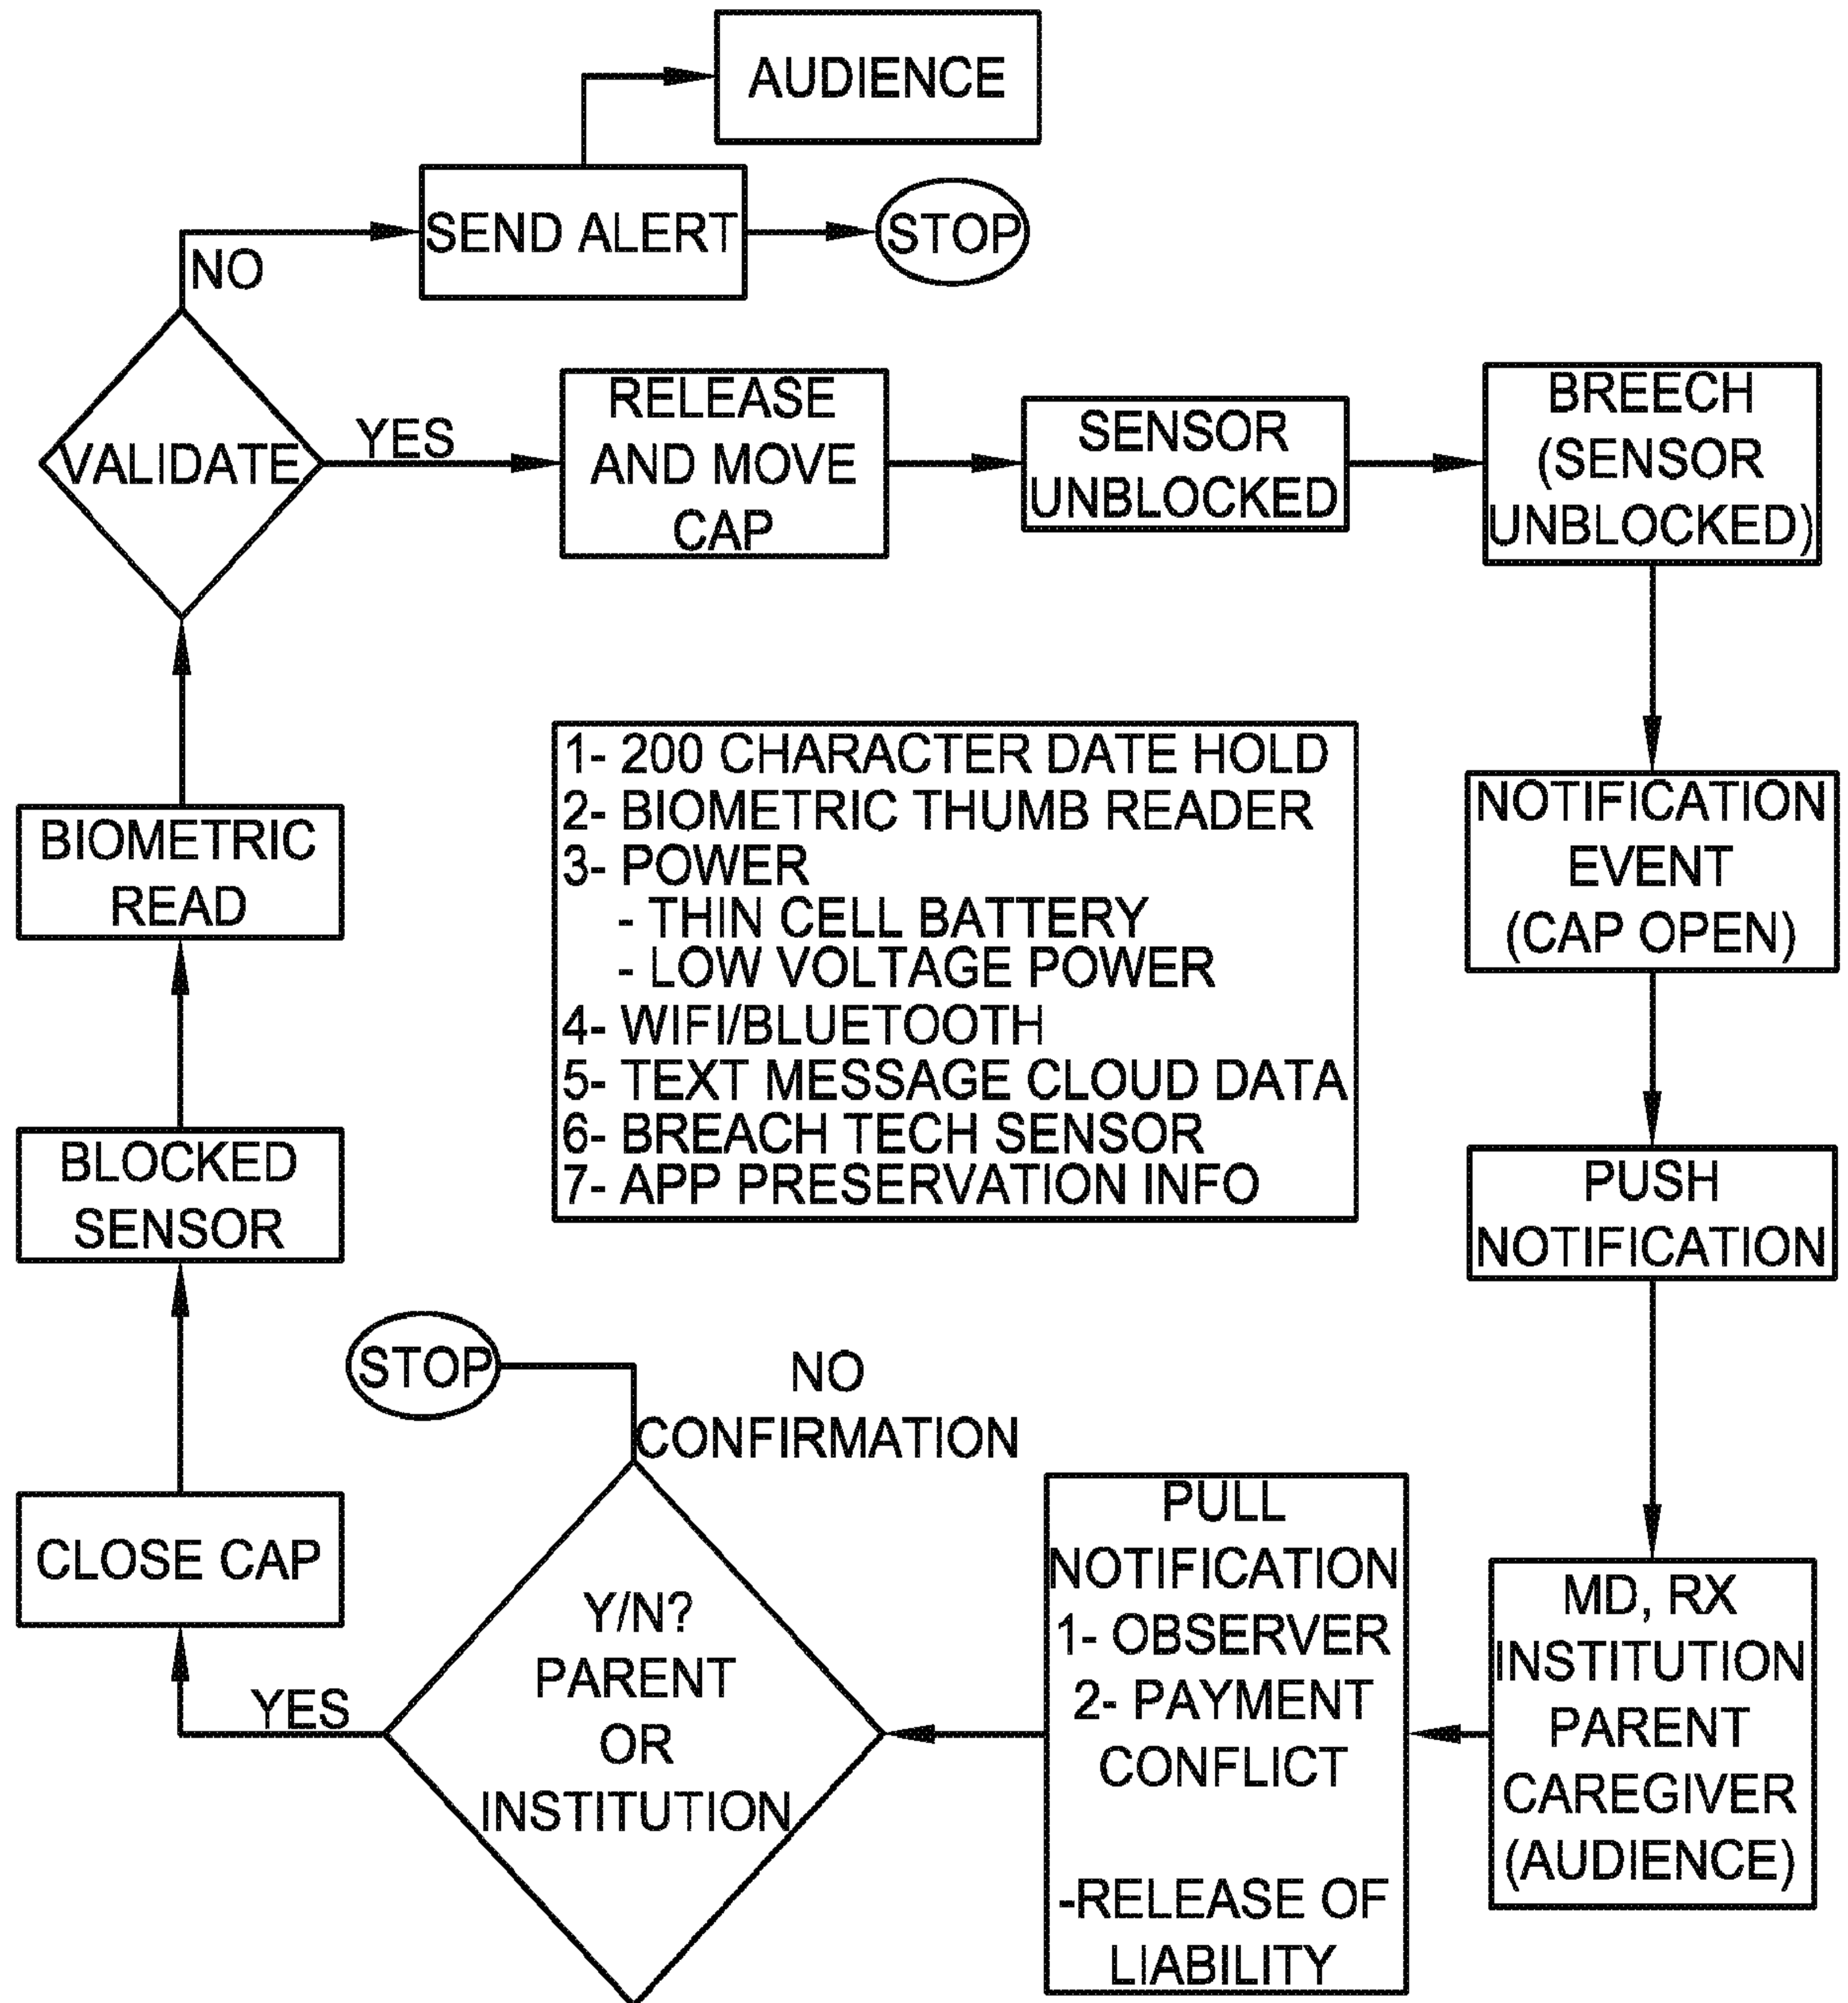 AUDIENCE
SEND ALERT
STOP
NO
VALIDATE
YES
RELEASE
AND MOVE
CAP
SENSOR
UNBLOCKED
BREECH
(SENSOR
UNBLOCKED)
1- 200 CHARACTER DATE HOLD
2- BIOMETRIC THUMB READER
3- POWER
- THIN CELL BATTERY
- LOW VOLTAGE POWER
4- WIFI/BLUETOOTH
5- TEXT MESSAGE CLOUD DATA
6- BREACH TECH SENSOR
7- APP PRESERVATION INFO
NOTIFICATION
EVENT
(CAP OPEN)
BIOMETRIC
READ
PUSH
NOTIFICATION
BLOCKED
SENSOR
STOP
NO
CONFIRMATION
CLOSE CAP
YES
Y/N?
PARENT
OR
INSTITUTION
PULL
NOTIFICATION
1- OBSERVER
2- PAYMENT
CONFLICT
-RELEASE OF
LIABILITY
MD, RX
INSTITUTION
PARENT
CAREGIVER
(AUDIENCE)